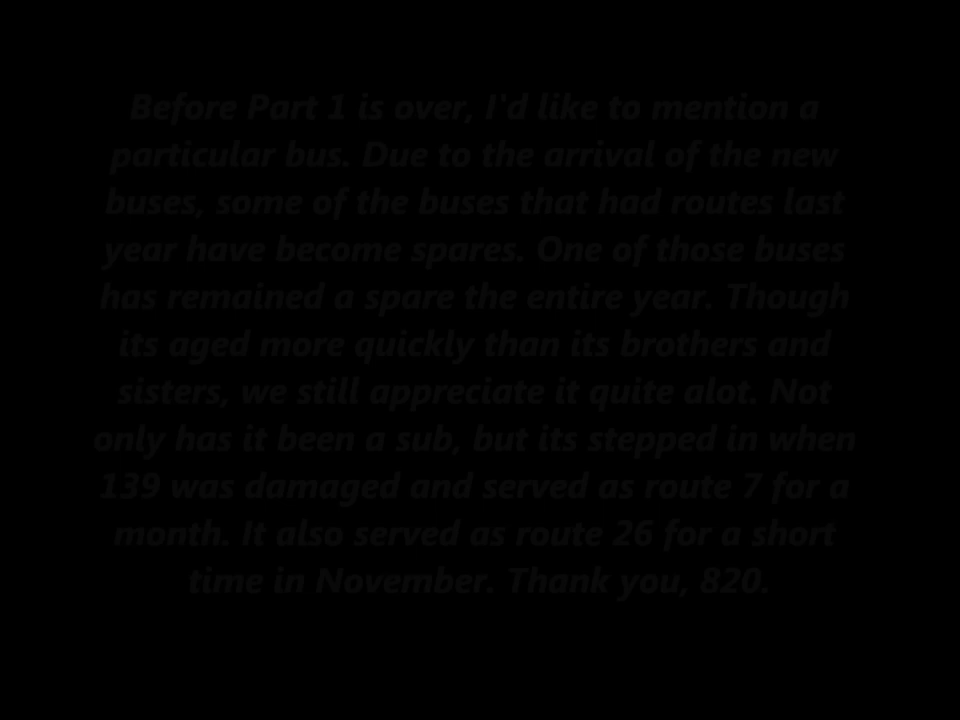 Before Part 1 is over, I'd like to mention a
particular bus. Due to the arrival of the new
buses, some of the buses that had routes last
year have become spares. One of those buses
has remained a spare the entire year. Though
its aged more quickly than its brothers and
sisters, we still appreciate it quite alot. Not
only has it been a sub, but its stepped in when
139 was damaged and served as route 7 for a
month. It also served as route 26 for a short
time in November. Thank you, 820.